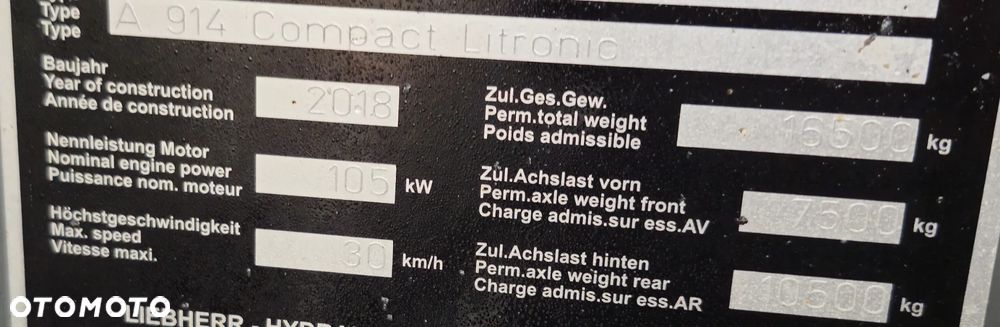 Type
Type
A 914 Compact Litronic
Baujahr
Year of construction
Année de construction
2018
Nennleistung Motor
Nominal engine power
Puissance nom. moteur
105 kW
Höchstgeschwindigkeit
Max. speed
Vitesse maxi.
30 km/h
Zul.Ges.Gew.
Perm.total weight
Poids admissible
16500 kg
Zul.Achslast vorn
Perm.axle weight front
Charge admis.sur ess.AV
7500 kg
Zul.Achslast hinten
Perm.axle weight rear
Charge admis.sur ess.AR
10500 kg
OTOMOTO
LIEBHERR - HYDR